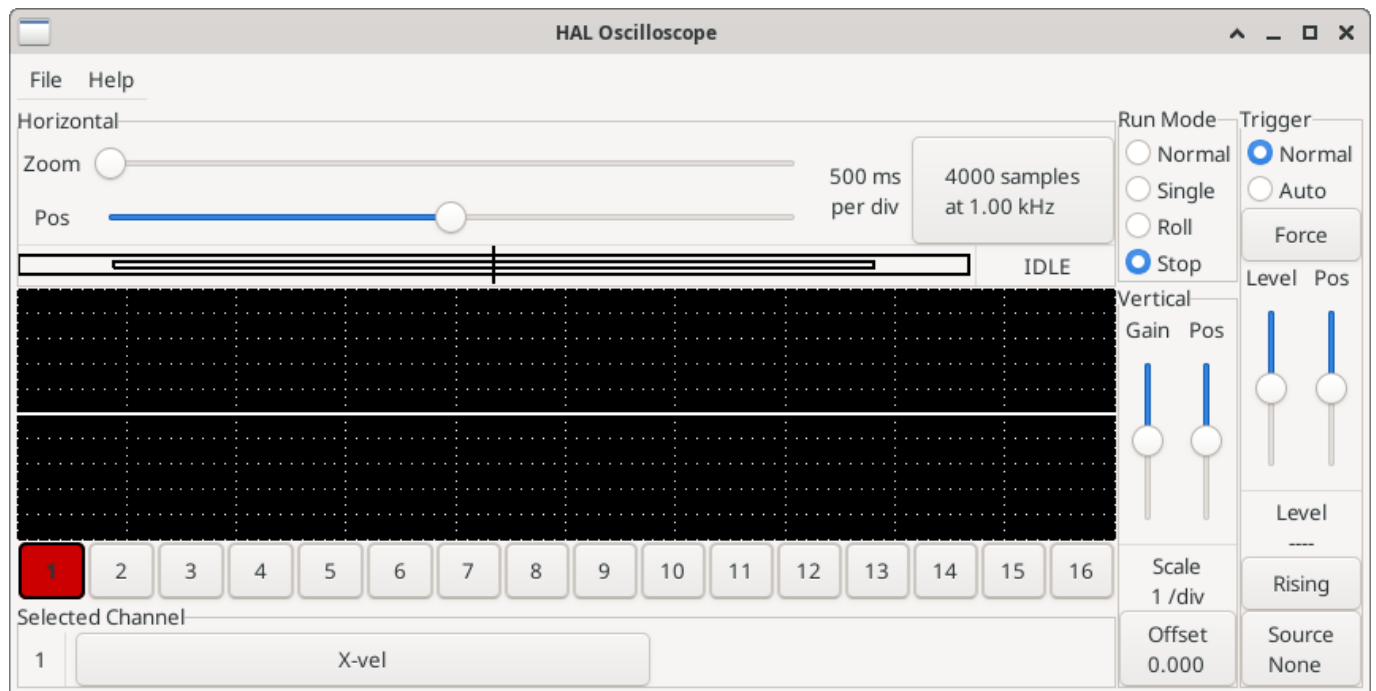 HAL Oscilloscope
File Help
Horizontal
Zoom
Pos
500 ms
per div
4000 samples
at 1.00 kHz
IDLE
Run Mode
Normal
Single
Roll
Stop
Trigger
Normal
Auto
Force
Level Pos
Vertical
Gain Pos
Level
----
Scale
1 /div
Rising
Offset
0.000
Source
None
1 2 3 4 5 6 7 8 9 10 11 12 13 14 15 16
Selected Channel
1 X-vel